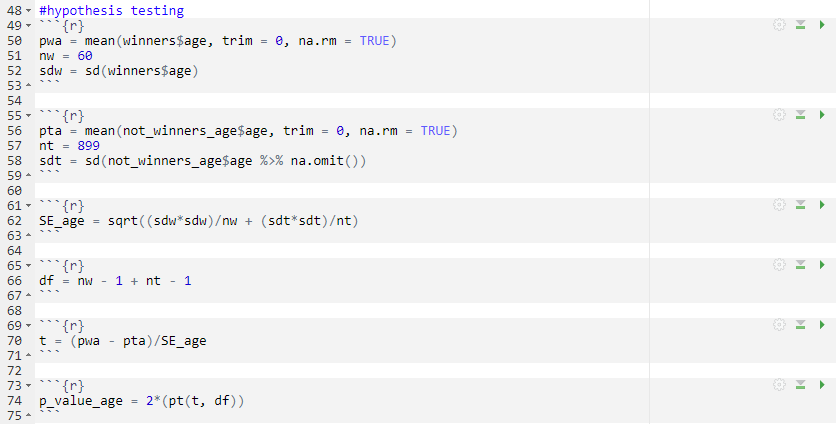 48 #hypothesis testing
49 ```{r}
50 pwa = mean(winners$age, trim = 0, na.rm = TRUE)
51 nw = 60
52 sdw = sd(winners$age)
53 ```
54
55 ```{r}
56 pta = mean(not_winners_age$age, trim = 0, na.rm = TRUE)
57 nt = 899
58 sdt = sd(not_winners_age$age %>% na.omit())
59 ```
60
61 ```{r}
62 SE_age = sqrt((sdw*sdw)/nw + (sdt*sdt)/nt)
63 ```
64
65 ```{r}
66 df = nw - 1 + nt - 1
67 ```
68
69 ```{r}
70 t = (pwa - pta)/SE_age
71 ```
72
73 ```{r}
74 p_value_age = 2*(pt(t, df))
75 ```